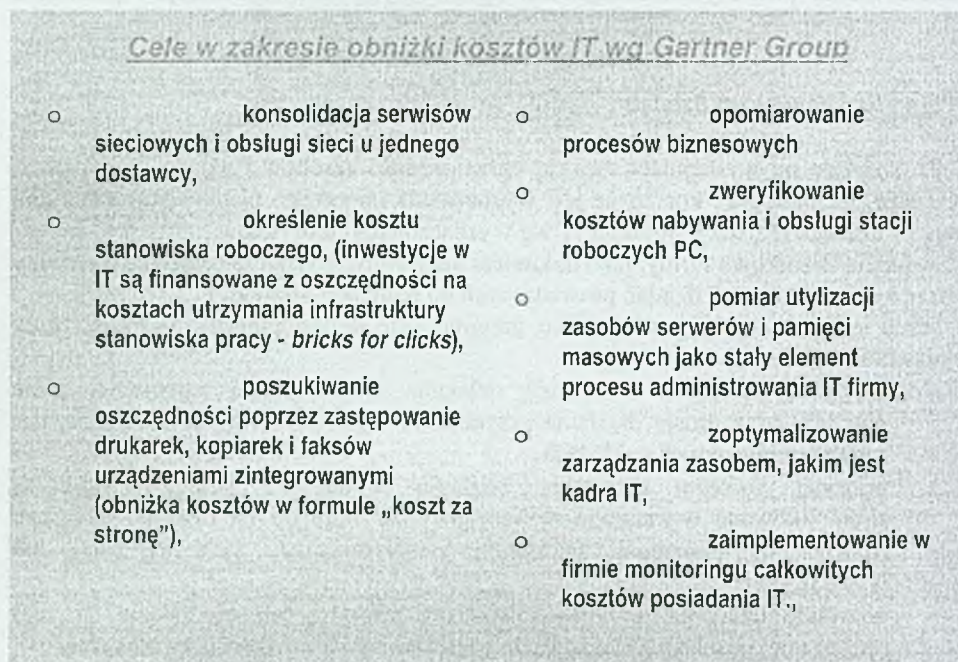 Cele w zakresie obniżki kosztów IT wg Gartner Group
o konsolidacja serwisów
sieciowych i obsługi sieci u jednego
dostawcy,
o określenie kosztu
stanowiska roboczego, (inwestycje w
IT są finansowane z oszczędności na
kosztach utrzymania infrastruktury
stanowiska pracy - bricks for clicks),
o poszukiwanie
oszczędności poprzez zastępowanie
drukarek, kopiarek i faksów
urządzeniami zintegrowanymi
(obniżka kosztów w formule „koszt za
stronę”),
o opomiarowanie
procesów biznesowych
o zweryfikowanie
kosztów nabywania i obsługi stacji
roboczych PC,
o pomiar utylizacji
zasobów serwerów i pamięci
masowych jako stały element
procesu administrowania IT firmy,
o zoptymalizowanie
zarządzania zasobem, jakim jest
kadra IT,
o zaimplementowanie w
firmie monitoringu całkowitych
kosztów posiadania IT.,